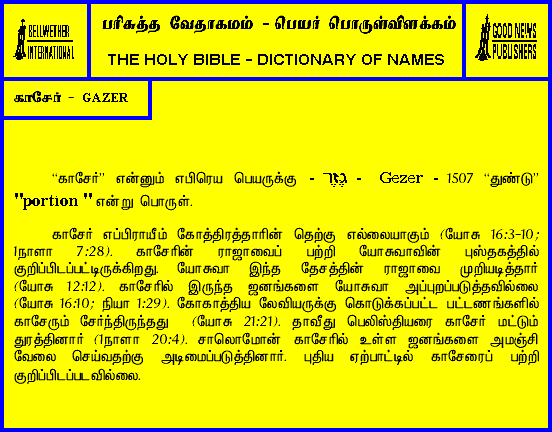 BELLWETHER
INTERNATIONAL
பரிசுத்த வேதாகமம் - பெயர் பொருள்விளக்கம்
THE HOLY BIBLE - DICTIONARY OF NAMES
GOOD NEWS
PUBLISHERS
காசேர் - GAZER
“காசேர்” என்னும் எபிரெய பெயருக்கு - גֶּזֶר - Gezer - 1507 “துண்டு”
"portion " என்று பொருள்.
காசேர் எப்பிராயீம் கோத்திரத்தாரின் தெற்கு எல்லையாகும் (யோசு 16:3-10;
1நாளா 7:28). காசேரின் ராஜாவைப் பற்றி யோசுவாவின் புஸ்தகத்தில்
குறிப்பிடப்பட்டிருக்கிறது. யோசுவா இந்த தேசத்தின் ராஜாவை முறியடித்தார்
(யோசு 12:12). காசேரில் இருந்த ஜனங்களை யோசுவா அப்புறப்படுத்தவில்லை
(யோசு 16:10; நியா 1:29). கோகாத்திய லேவியருக்கு கொடுக்கப்பட்ட பட்டணங்களில்
காசேரும் சேர்ந்திருந்தது (யோசு 21:21). தாவீது பெலிஸ்தியரை காசேர் மட்டும்
துரத்தினார் (1நாளா 20:4). சாலொமோன் காசேரில் உள்ள ஜனங்களை அமஞ்சி
வேலை செய்வதற்கு அடிமைப்படுத்தினார். புதிய ஏற்பாட்டில் காசேரைப் பற்றி
குறிப்பிடப்படவில்லை.